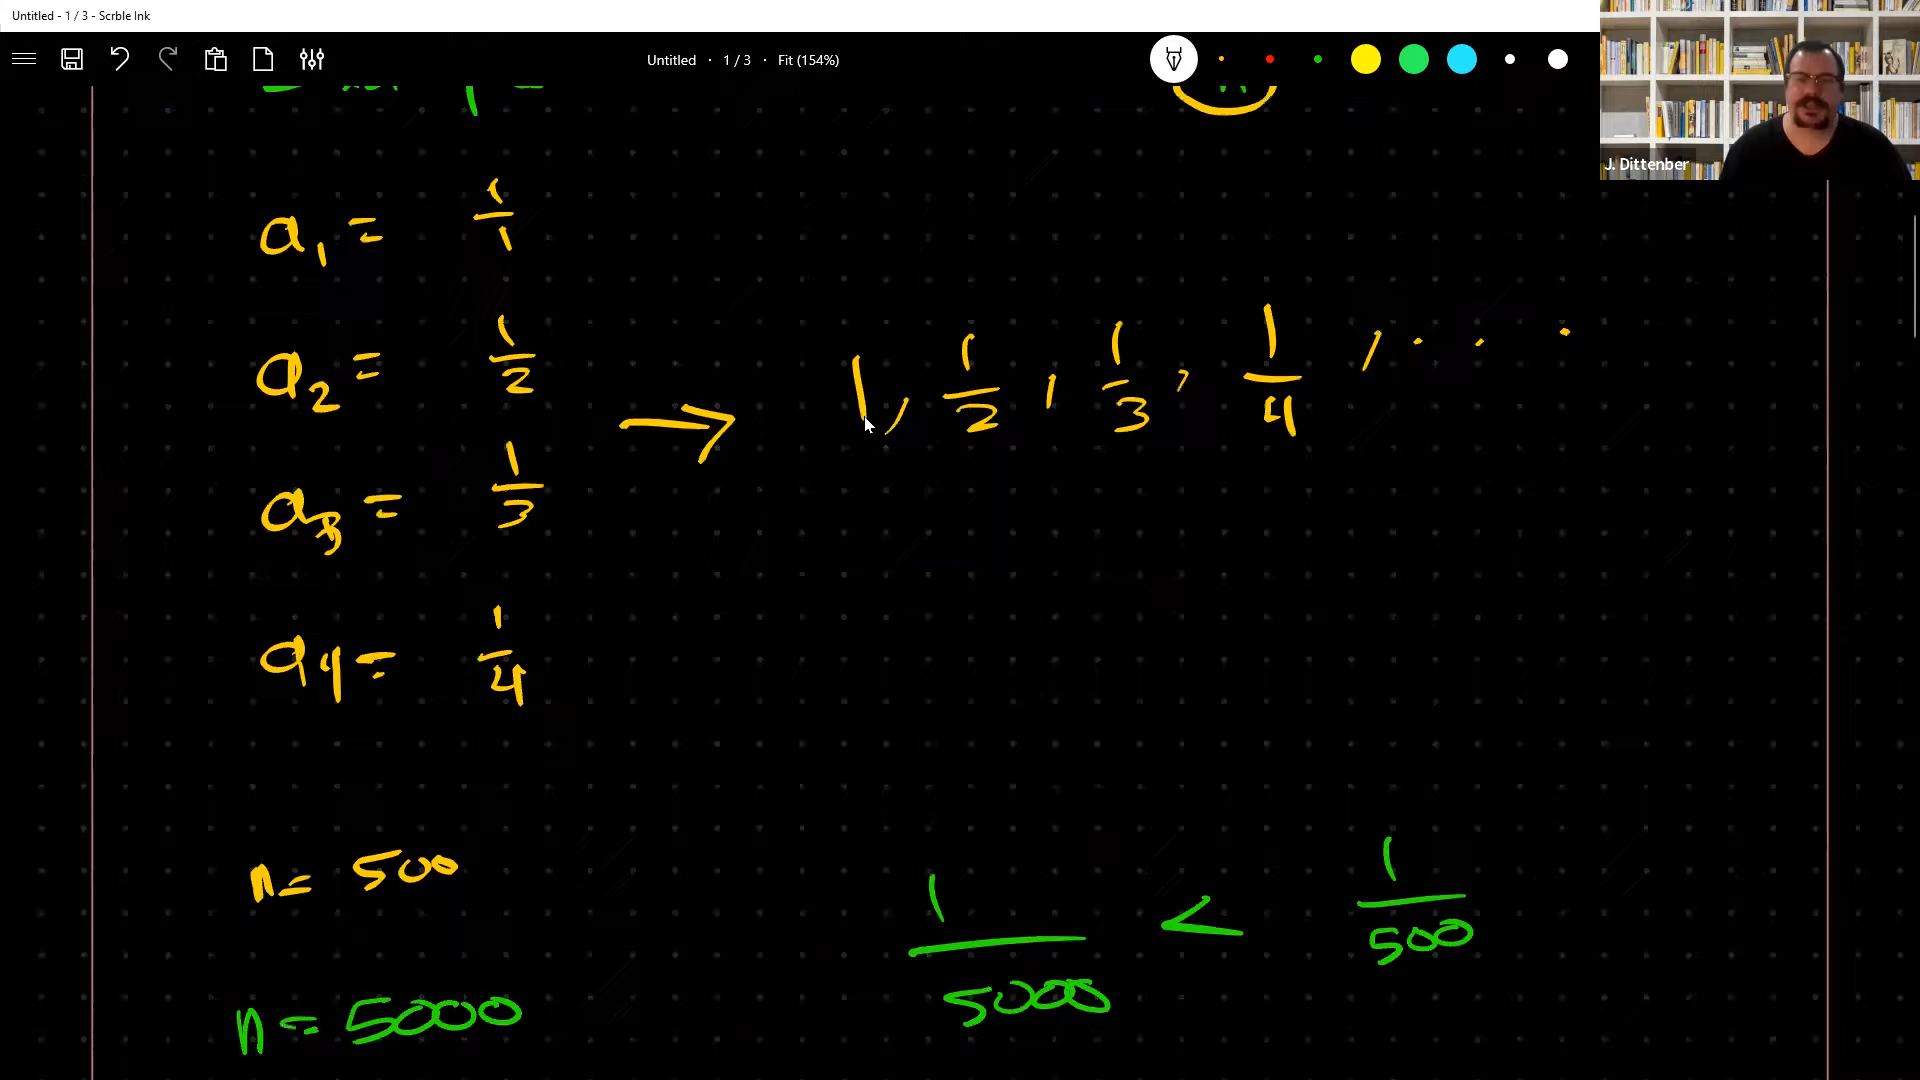 Untitled - 1 / 3 - Scrble Ink
Untitled · 1 / 3 · Fit (154%)
J. Dittenber
a₁ = 1/1
a₂ = 1/2
→ 1, 1/2, 1/3, 1/4, . . .
a₃ = 1/3
a₄ = 1/4
n = 500
1/5000 < 1/500
n = 5000